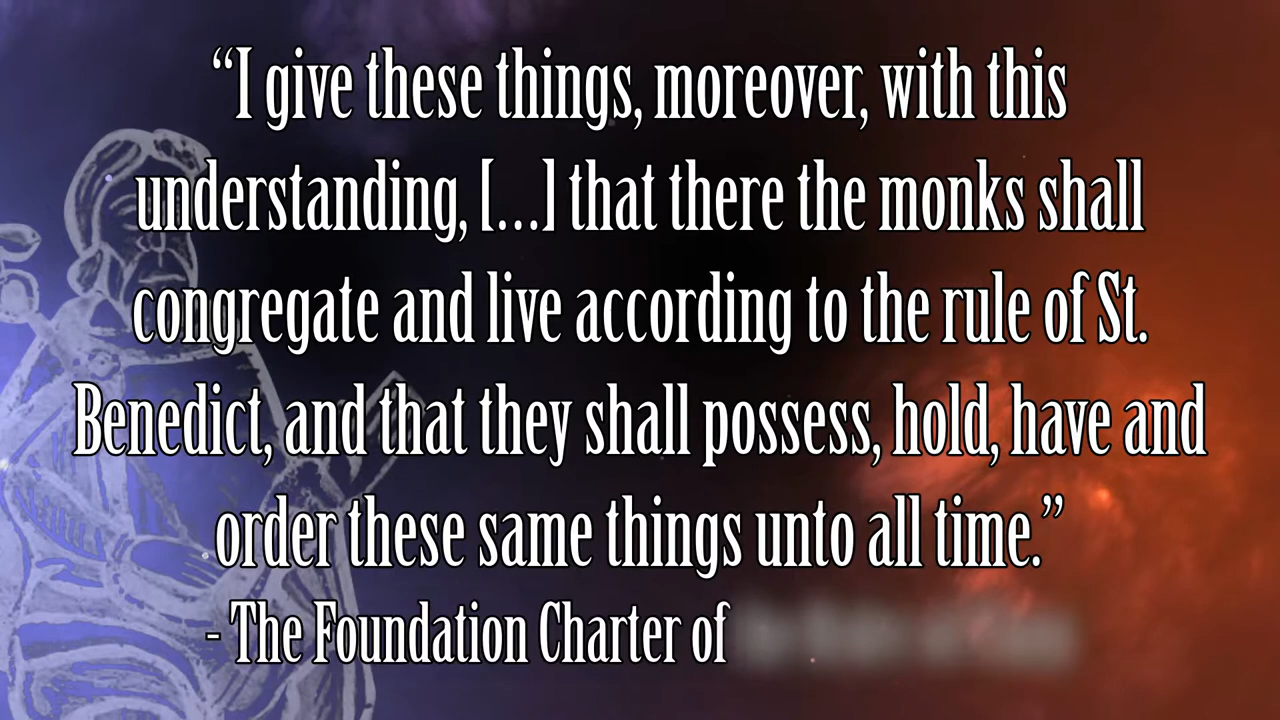 “I give these things, moreover, with this
understanding, [...] that there the monks shall
congregate and live according to the rule of St.
Benedict, and that they shall possess, hold, have and
order these same things unto all time.”
- The Foundation Charter of